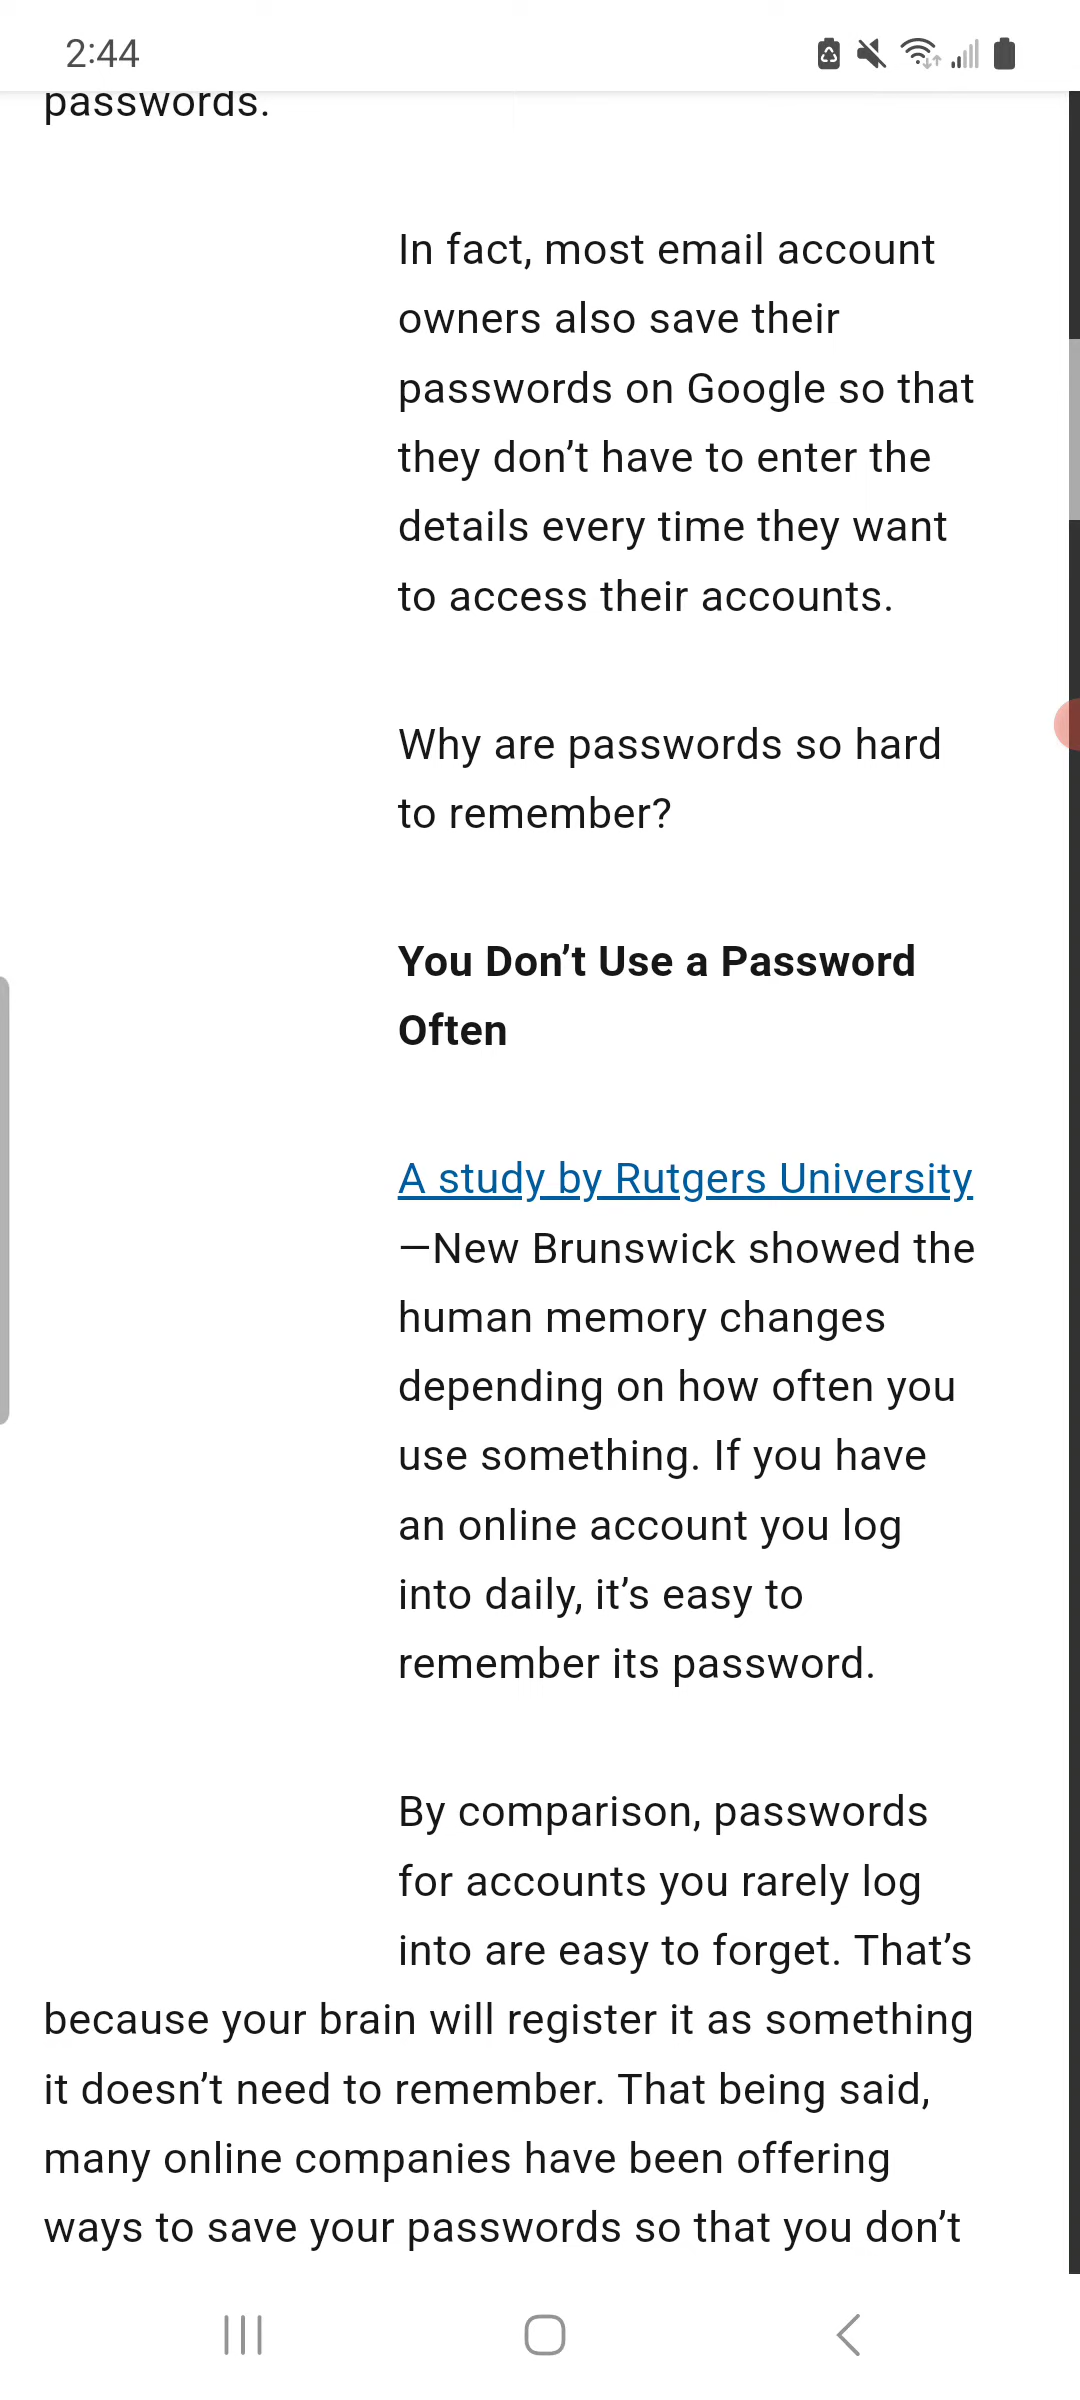 2:44
passwords.
In fact, most email account
owners also save their
passwords on Google so that
they don’t have to enter the
details every time they want
to access their accounts.
Why are passwords so hard
to remember?
You Don’t Use a Password
Often
A study by Rutgers University
—New Brunswick showed the
human memory changes
depending on how often you
use something. If you have
an online account you log
into daily, it’s easy to
remember its password.
By comparison, passwords
for accounts you rarely log
into are easy to forget. That’s
because your brain will register it as something
it doesn’t need to remember. That being said,
many online companies have been offering
ways to save your passwords so that you don’t